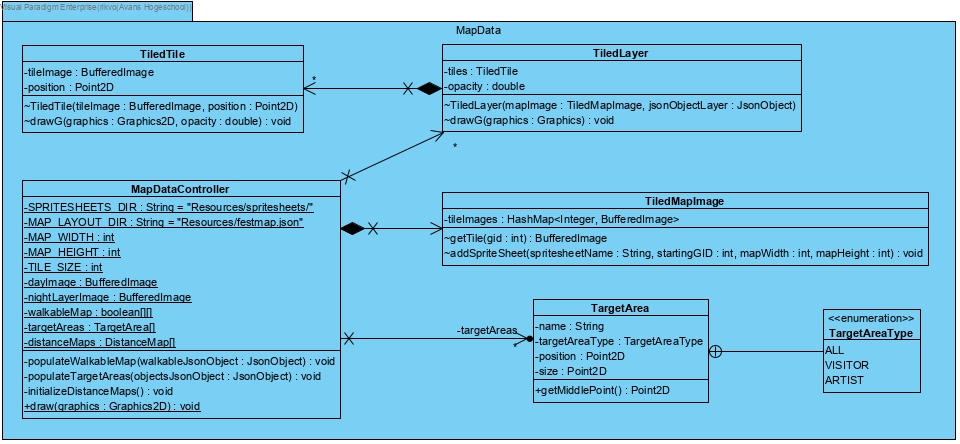 Visual Paradigm Enterprise(rikvo(Avans Hogeschool))
MapData
TiledTile
-tileImage : BufferedImage
-position : Point2D
~TiledTile(tileImage : BufferedImage, position : Point2D)
~drawG(graphics : Graphics2D, opacity : double) : void
*
TiledLayer
-tiles : TiledTile
-opacity : double
~TiledLayer(mapImage : TiledMapImage, jsonObjectLayer : JsonObject)
~drawG(graphics : Graphics) : void
*
MapDataController
-SPRITESHEETS_DIR : String = "Resources/spritesheets/"
-MAP_LAYOUT_DIR : String = "Resources/festmap.json"
-MAP_WIDTH : int
-MAP_HEIGHT : int
-TILE_SIZE : int
-dayImage : BufferedImage
-nightLayerImage : BufferedImage
-walkableMap : boolean[][]
-targetAreas : TargetArea[]
-distanceMaps : DistanceMap[]
-populateWalkableMap(walkableJsonObject : JsonObject) : void
-populateTargetAreas(objectsJsonObject : JsonObject) : void
-initializeDistanceMaps() : void
+draw(graphics : Graphics2D) : void
TiledMapImage
-tileImages : HashMap<Integer, BufferedImage>
~getTile(gid : int) : BufferedImage
~addSpriteSheet(spritesheetName : String, startingGID : int, mapWidth : int, mapHeight : int) : void
-targetAreas
*
TargetArea
-name : String
-targetAreaType : TargetAreaType
-position : Point2D
-size : Point2D
+getMiddlePoint() : Point2D
<<enumeration>>
TargetAreaType
ALL
VISITOR
ARTIST